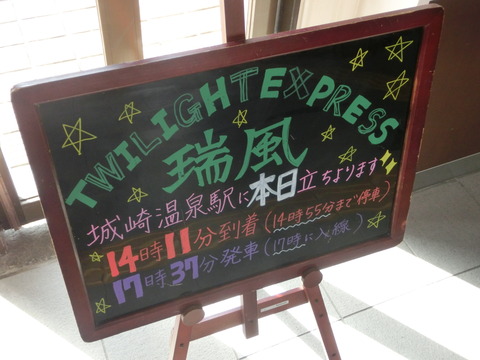 TWILIGHT EXPRESS
瑞風
城崎温泉駅に本日立ちよります
14時11分到着(14時55分まで停車)
17時37分発車(17時に入線)